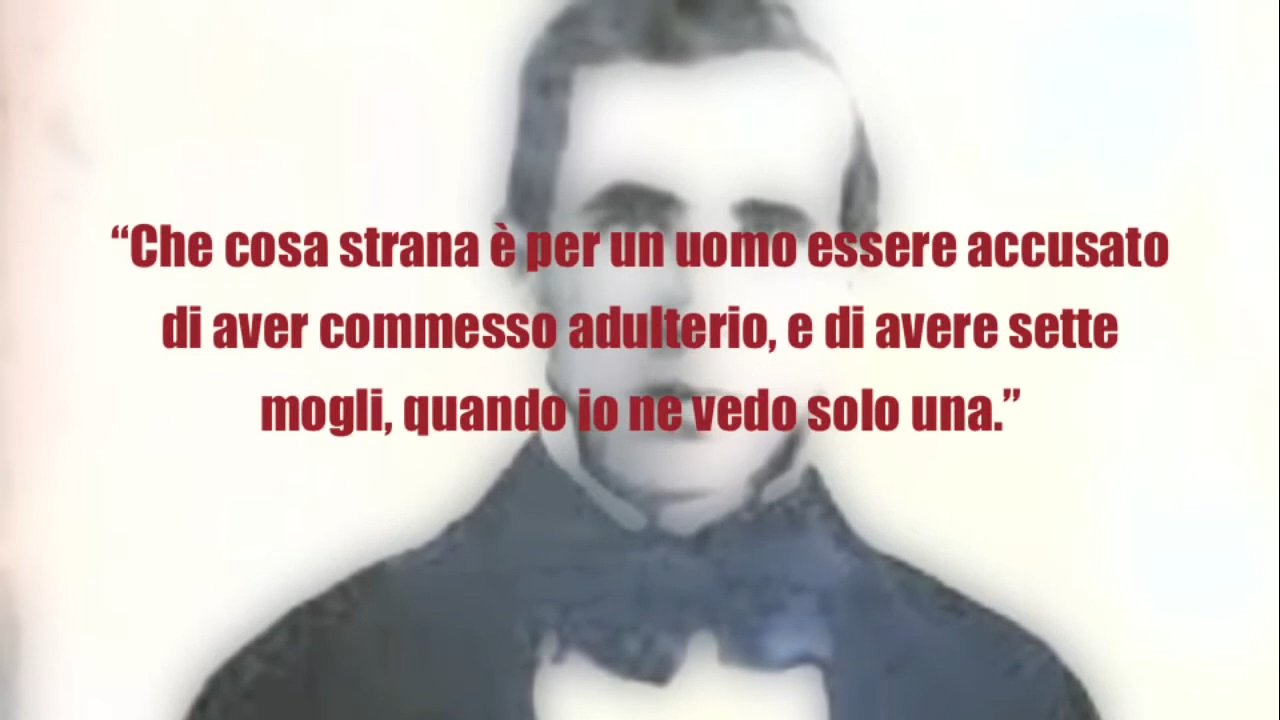 “Che cosa strana è per un uomo essere accusato
di aver commesso adulterio, e di avere sette
mogli, quando io ne vedo solo una.”